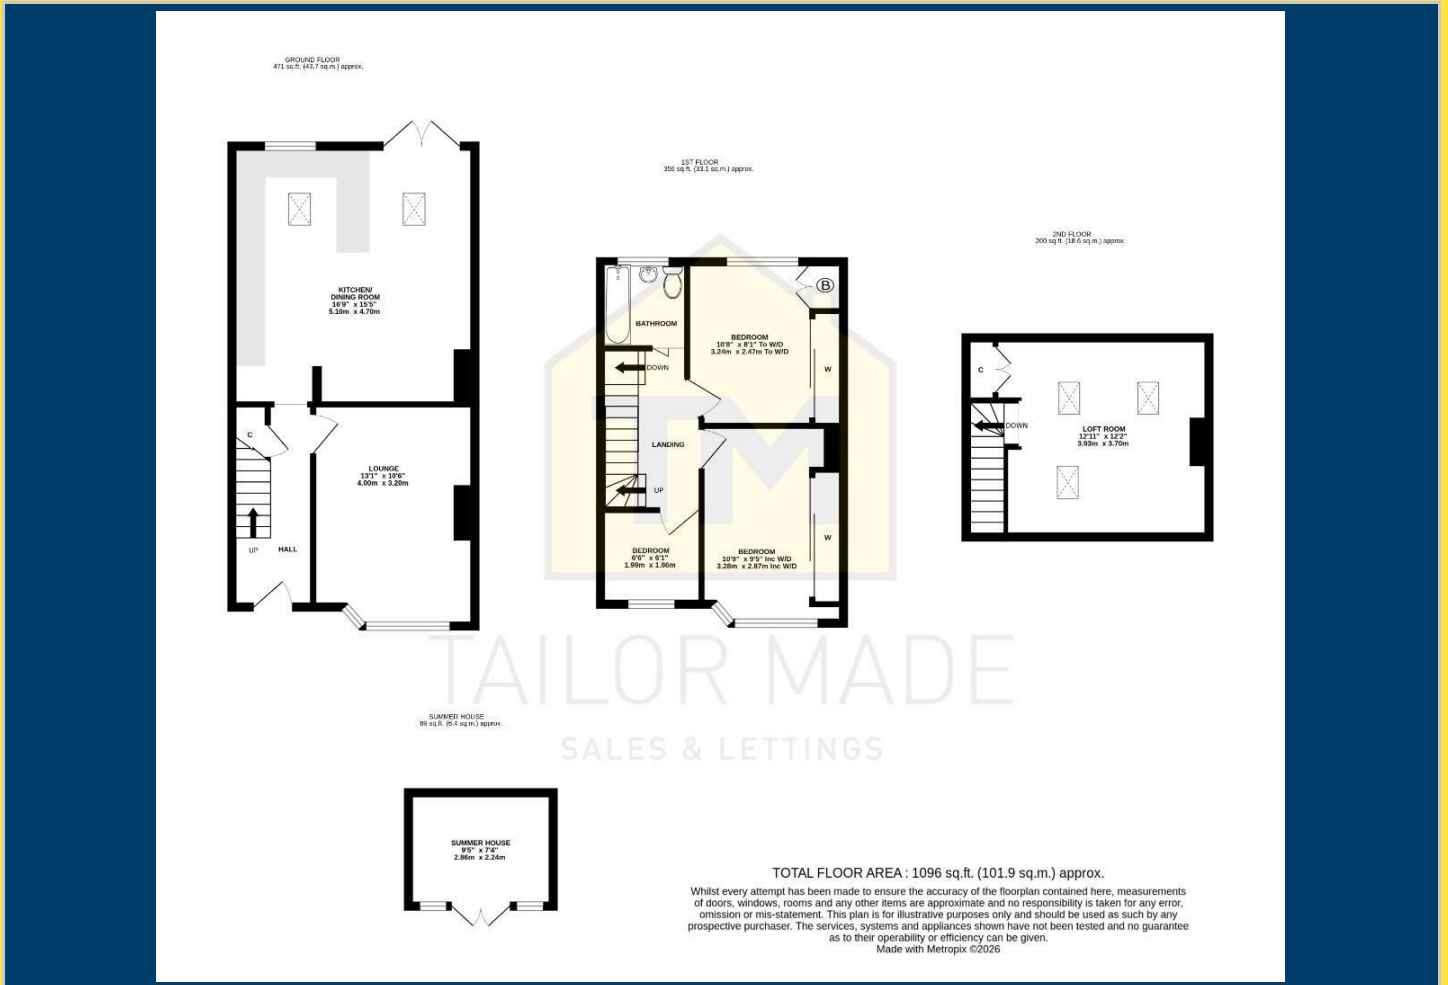 GROUND FLOOR
471 sq.ft. (43.7 sq.m.) approx.
KITCHEN/
DINING ROOM
16'9" x 15'5"
5.10m x 4.70m
C
LOUNGE
13'1" x 10'6"
4.00m x 3.20m
UP
HALL
1ST FLOOR
356 sq.ft. (33.1 sq.m.) approx.
B
BATHROOM
BEDROOM
10'8" x 8'1" To W/D
3.24m x 2.47m To W/D
DOWN
W
LANDING
UP
BEDROOM
6'6" x 6'1"
1.99m x 1.86m
BEDROOM
10'9" x 9'5" Inc W/D
3.28m x 2.87m Inc W/D
W
2ND FLOOR
200 sq.ft. (18.6 sq.m.) approx.
C
DOWN
LOFT ROOM
12'11" x 12'2"
3.93m x 3.70m
TM
TAILOR MADE
SALES & LETTINGS
SUMMER HOUSE
69 sq.ft. (6.4 sq.m.) approx.
SUMMER HOUSE
9'5" x 7'4"
2.86m x 2.24m
TOTAL FLOOR AREA : 1096 sq.ft. (101.9 sq.m.) approx.
Whilst every attempt has been made to ensure the accuracy of the floorplan contained here, measurements
of doors, windows, rooms and any other items are approximate and no responsibility is taken for any error,
omission or mis-statement. This plan is for illustrative purposes only and should be used as such by any
prospective purchaser. The services, systems and appliances shown have not been tested and no guarantee
as to their operability or efficiency can be given.
Made with Metropix ©2026